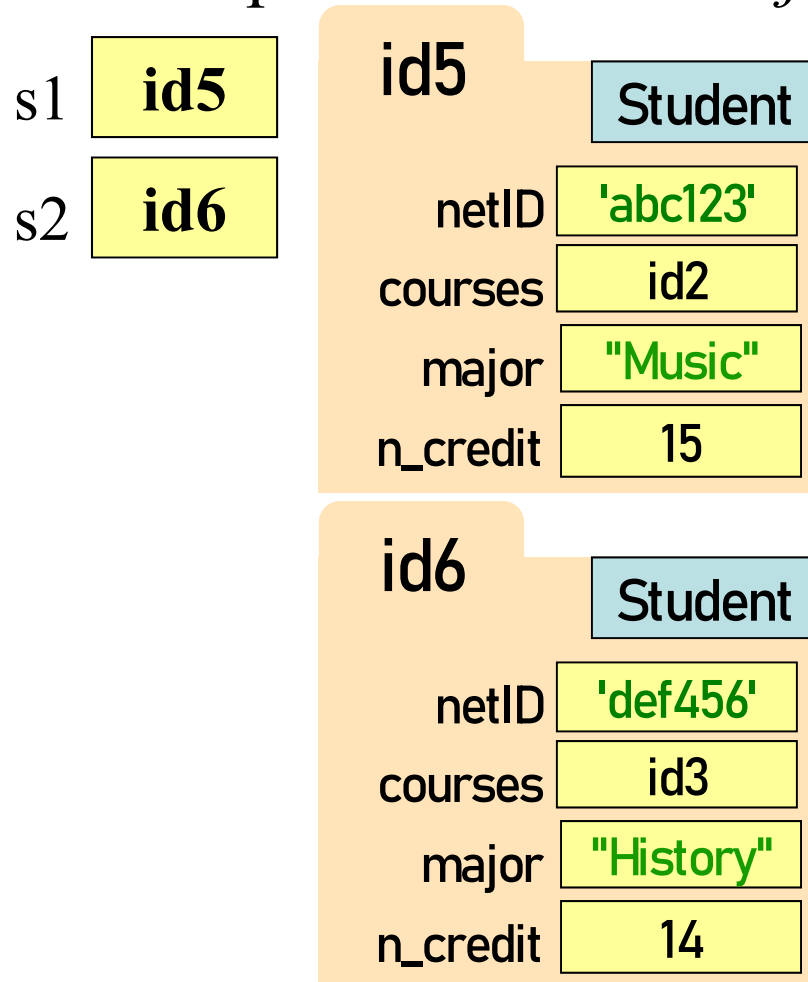 s1 id5
s2 id6
id5
Student
netID 'abc123'
courses id2
major "Music"
n_credit 15
id6
Student
netID 'def456'
courses id3
major "History"
n_credit 14